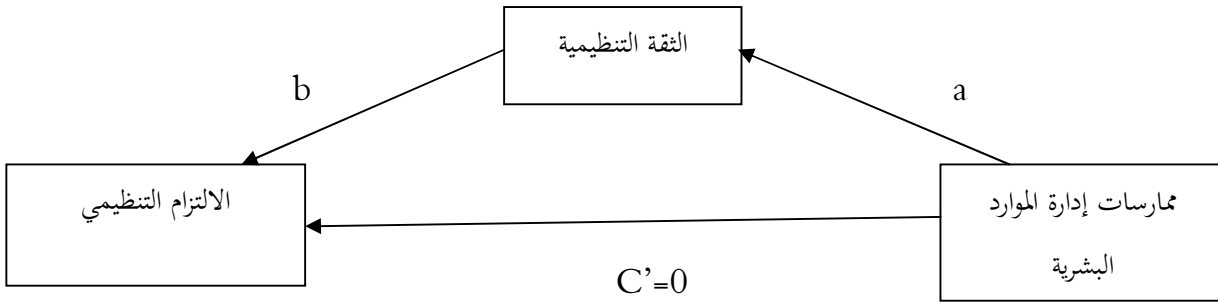 الثقة التنظيمية
b
a
الالتزام التنظيمي
ممارسات إدارة الموارد
البشرية
C’=0